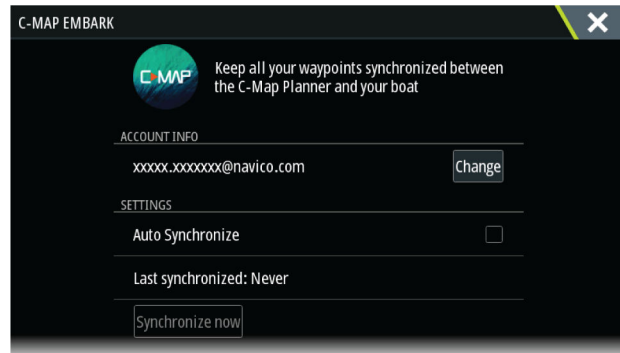 C-MAP EMBARK
C-MAP
Keep all your waypoints synchronized between
the C-Map Planner and your boat
ACCOUNT INFO
xxxxx.xxxxxxx@navico.com
Change
SETTINGS
Auto Synchronize
Last synchronized: Never
Synchronize now